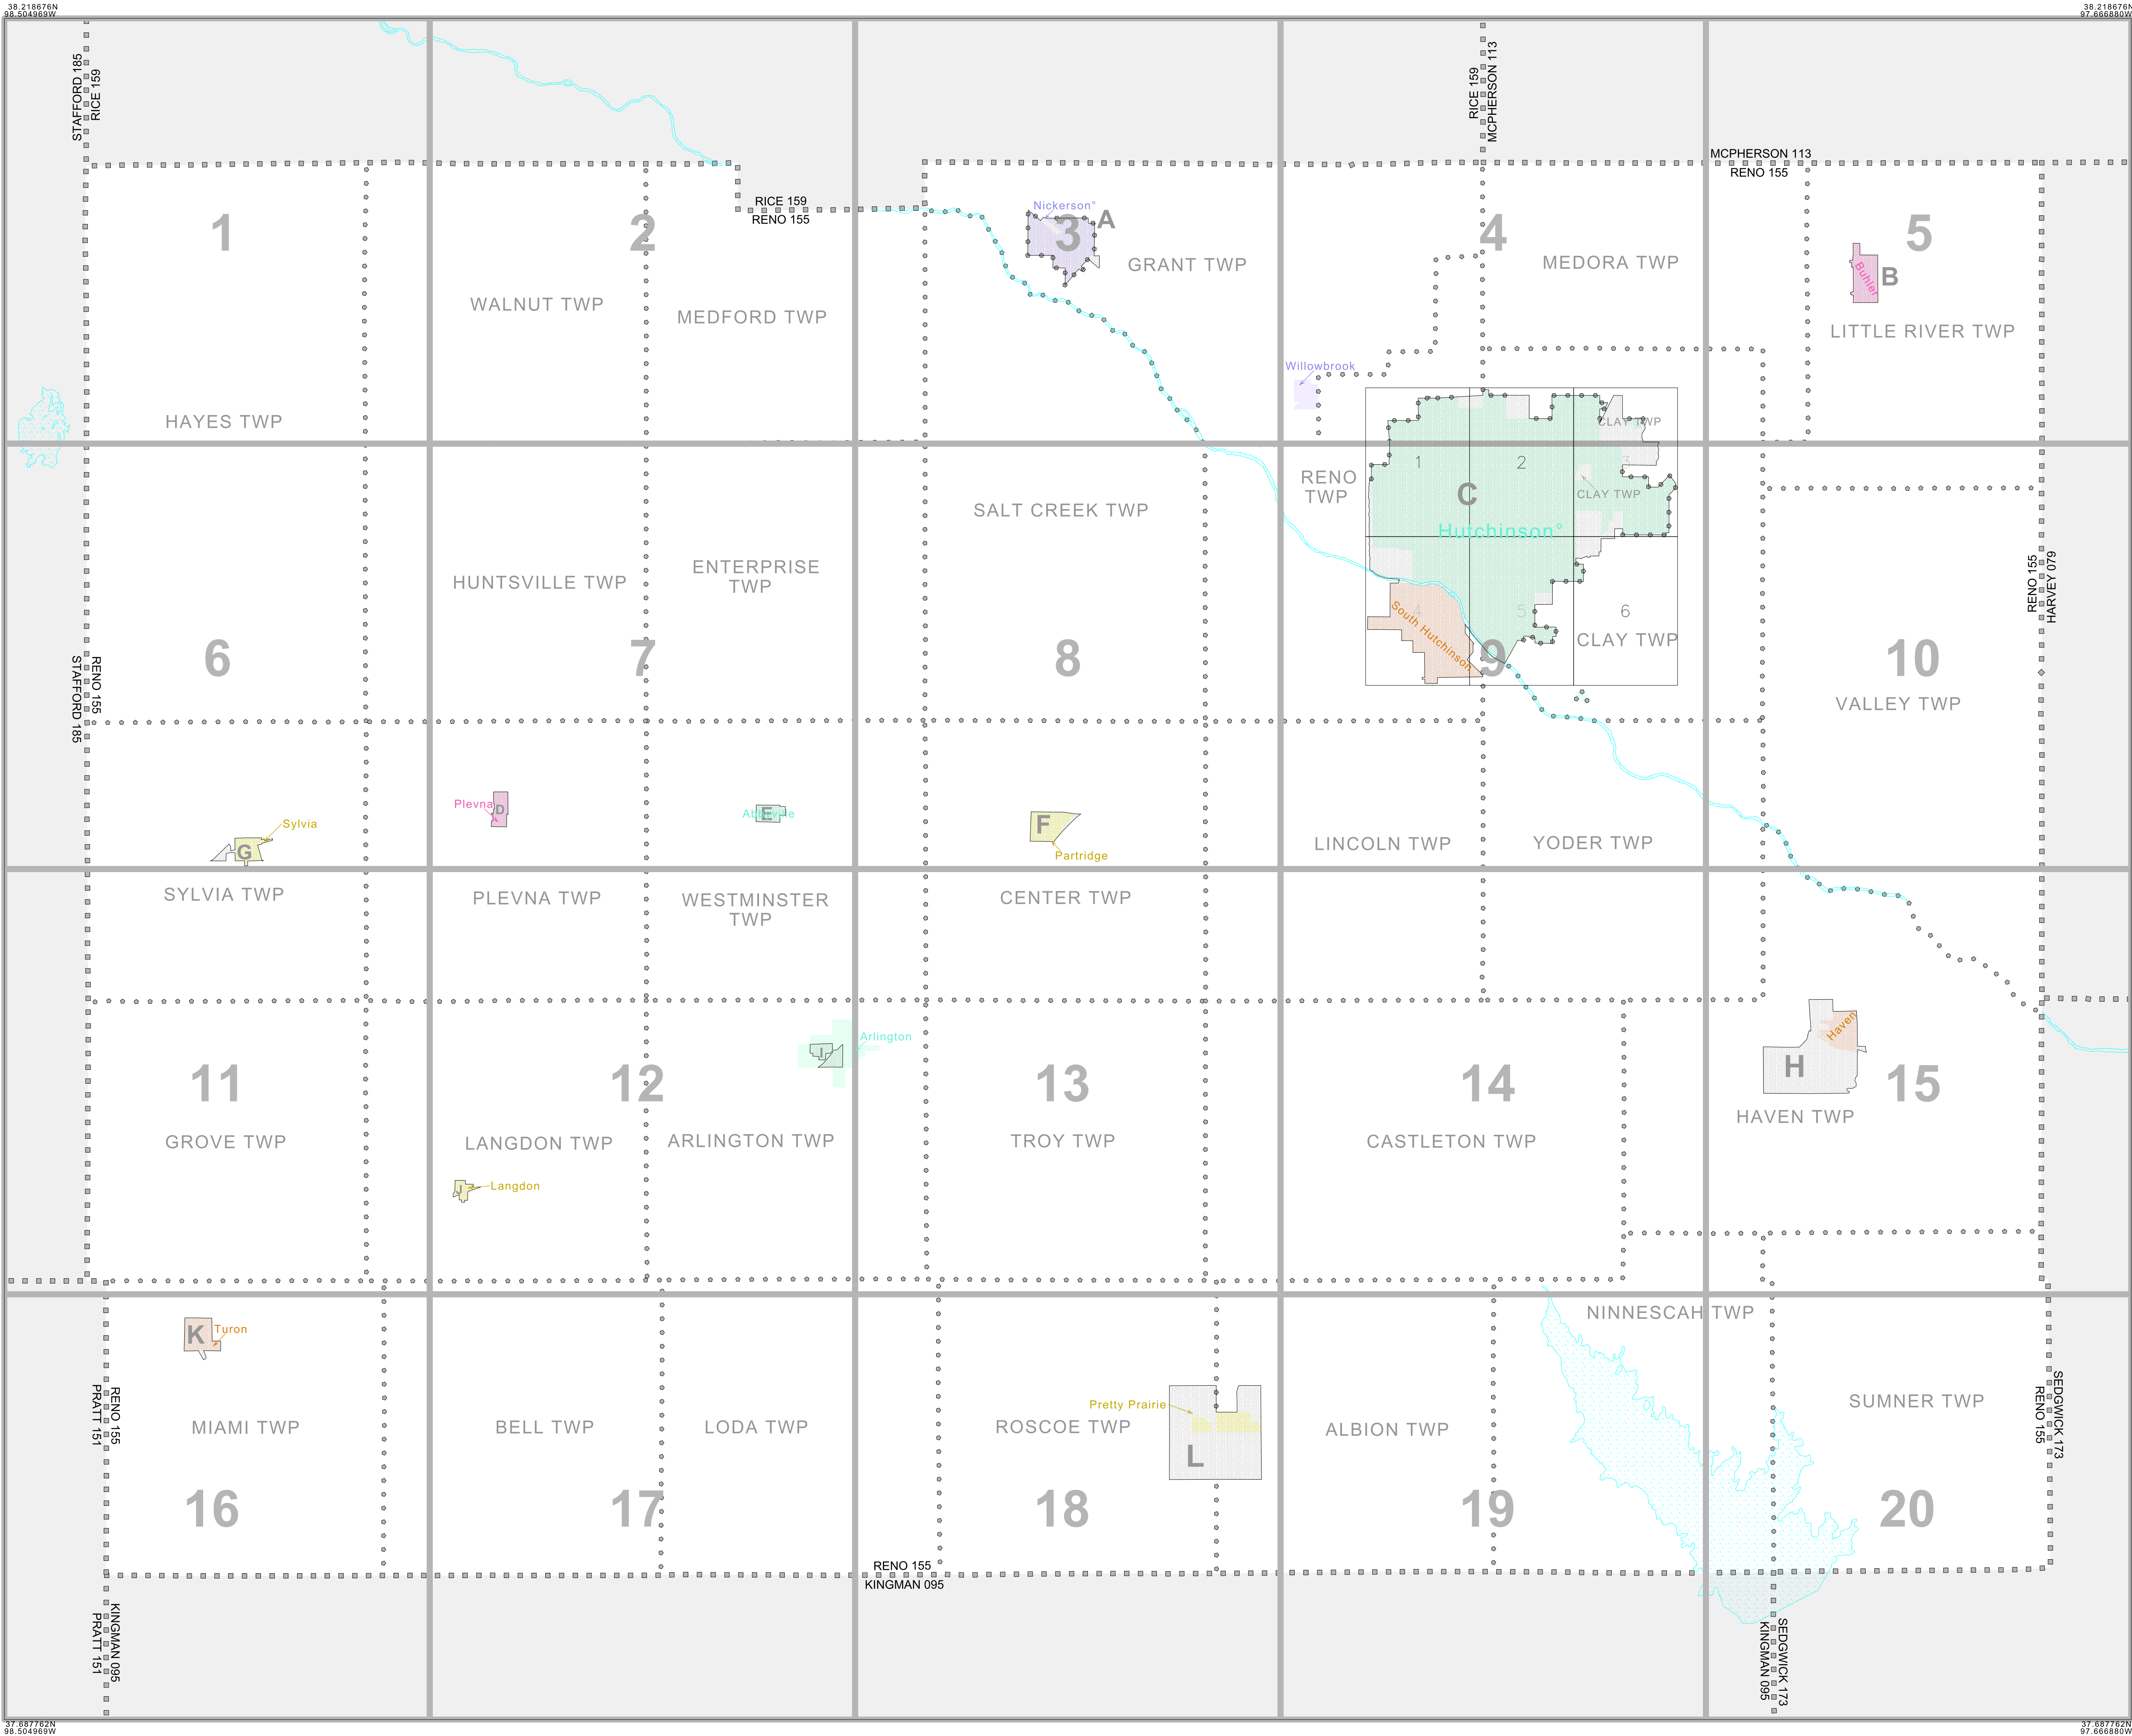 38.218676N
98.504969W
38.218676N
97.666880W
STAFFORD 185
RICE 159
RICE 159
MCPHERSON 113
MCPHERSON 113
RENO 155
RICE 159
RENO 155
1
2
3
4
5
Nickerson°
A
GRANT TWP
MEDORA TWP
Buhler
B
WALNUT TWP
MEDFORD TWP
LITTLE RIVER TWP
Willowbrook
HAYES TWP
CLAY TWP
1
2
3
RENO
TWP
C
CLAY TWP
SALT CREEK TWP
Hutchinson°
HUNTSVILLE TWP
ENTERPRISE
TWP
RENO 155
HARVEY 079
4
5
6
South Hutchinson
CLAY TWP
6
7
8
9
10
RENO 155
STAFFORD 185
VALLEY TWP
Plevna
D
Abbyville
E
F
Partridge
Sylvia
G
LINCOLN TWP
YODER TWP
SYLVIA TWP
PLEVNA TWP
WESTMINSTER
TWP
CENTER TWP
Arlington
I
Haven
H
11
12
13
14
15
HAVEN TWP
GROVE TWP
LANGDON TWP
ARLINGTON TWP
TROY TWP
CASTLETON TWP
J
Langdon
NINNESCAH TWP
K
Turon
RENO 155
PRATT 151
Pretty Prairie
SUMNER TWP
SEDGWICK 173
RENO 155
MIAMI TWP
BELL TWP
LODA TWP
ROSCOE TWP
ALBION TWP
L
16
17
18
19
20
RENO 155
KINGMAN 095
KINGMAN 095
PRATT 151
SEDGWICK 173
KINGMAN 095
37.687762N
98.504969W
37.687762N
97.666880W